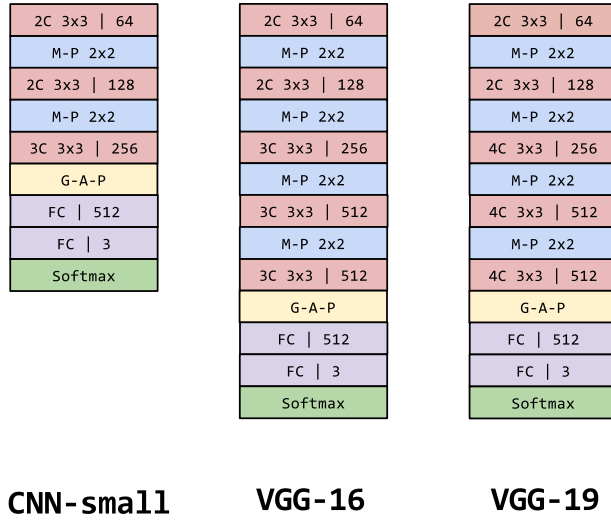 2C 3x3 | 64
M-P 2x2
2C 3x3 | 128
M-P 2x2
3C 3x3 | 256
G-A-P
FC | 512
FC | 3
Softmax
CNN-small
2C 3x3 | 64
M-P 2x2
2C 3x3 | 128
M-P 2x2
3C 3x3 | 256
M-P 2x2
3C 3x3 | 512
M-P 2x2
3C 3x3 | 512
G-A-P
FC | 512
FC | 3
Softmax
VGG-16
2C 3x3 | 64
M-P 2x2
2C 3x3 | 128
M-P 2x2
4C 3x3 | 256
M-P 2x2
4C 3x3 | 512
M-P 2x2
4C 3x3 | 512
G-A-P
FC | 512
FC | 3
Softmax
VGG-19